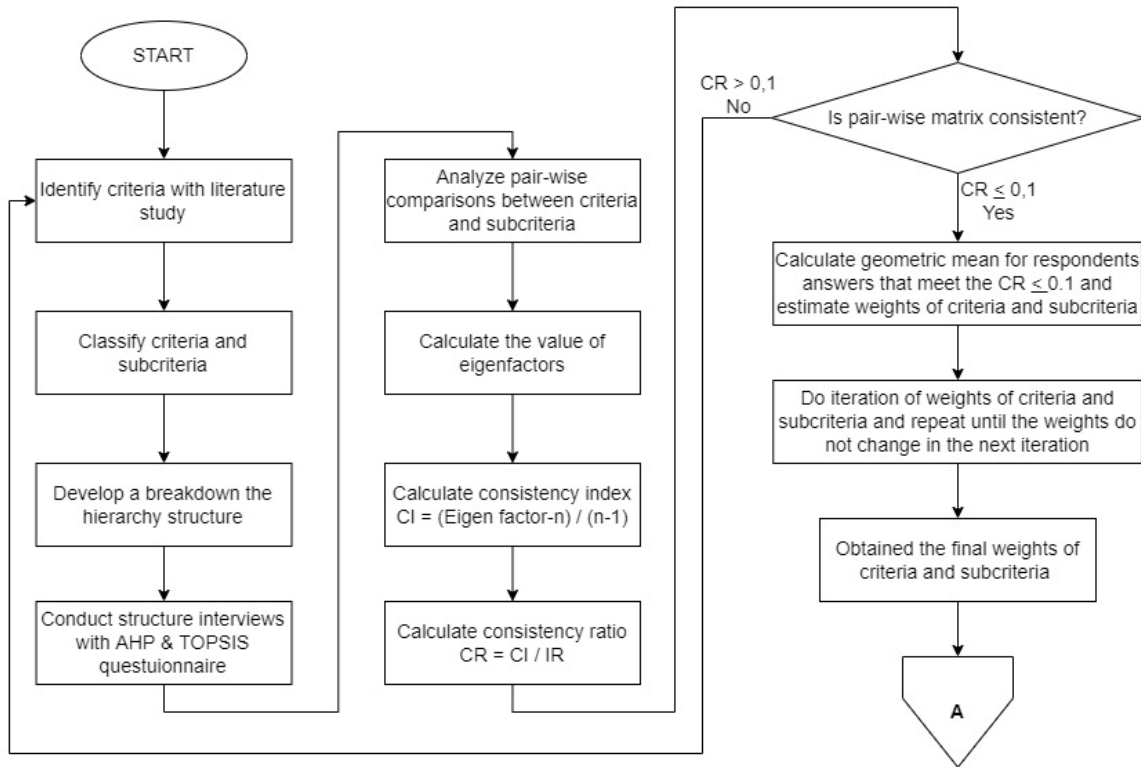 START
Identify criteria with literature
study
Classify criteria and
subcriteria
Develop a breakdown the
hierarchy structure
Conduct structure interviews
with AHP & TOPSIS
questuionnaire
Analyze pair-wise
comparisons between criteria
and subcriteria
Calculate the value of
eigenfactors
Calculate consistency index
CI = (Eigen factor-n) / (n-1)
Calculate consistency ratio
CR = CI / IR
Is pair-wise matrix consistent?
CR > 0,1
No
CR ≤ 0,1
Yes
Calculate geometric mean for respondents
answers that meet the CR ≤ 0.1 and
estimate weights of criteria and subcriteria
Do iteration of weights of criteria and
subcriteria and repeat until the weights do
not change in the next iteration
Obtained the final weights of
criteria and subcriteria
A